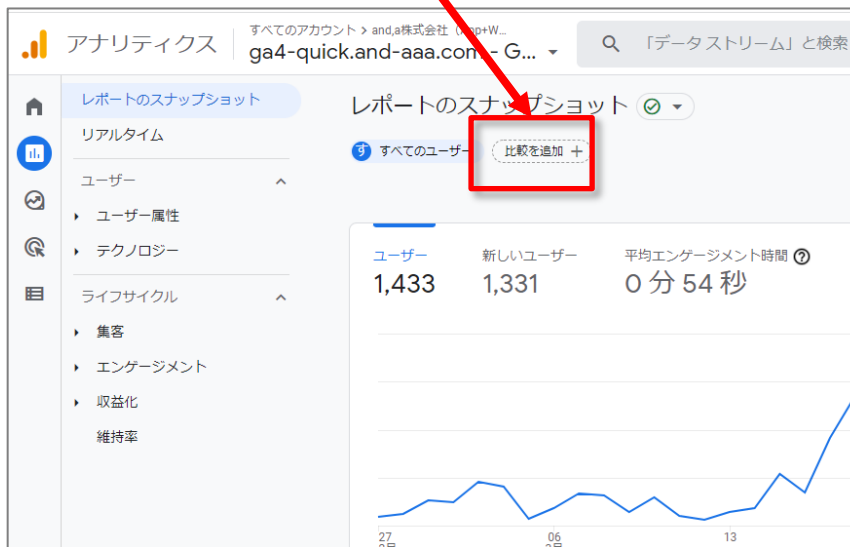 アナリティクス
すべてのアカウント > and,a株式会社 (App+W...
ga4-quick.and-aaa.com - G...
「データ ストリーム」と検索
レポートのスナップショット
リアルタイム
ユーザー
ユーザー属性
テクノロジー
ライフサイクル
集客
エンゲージメント
収益化
維持率
レポートのスナップショット
す すべてのユーザー
比較を追加 +
ユーザー 新しいユーザー 平均エンゲージメント時間
1,433 1,331 0 分 54 秒
27 06 13